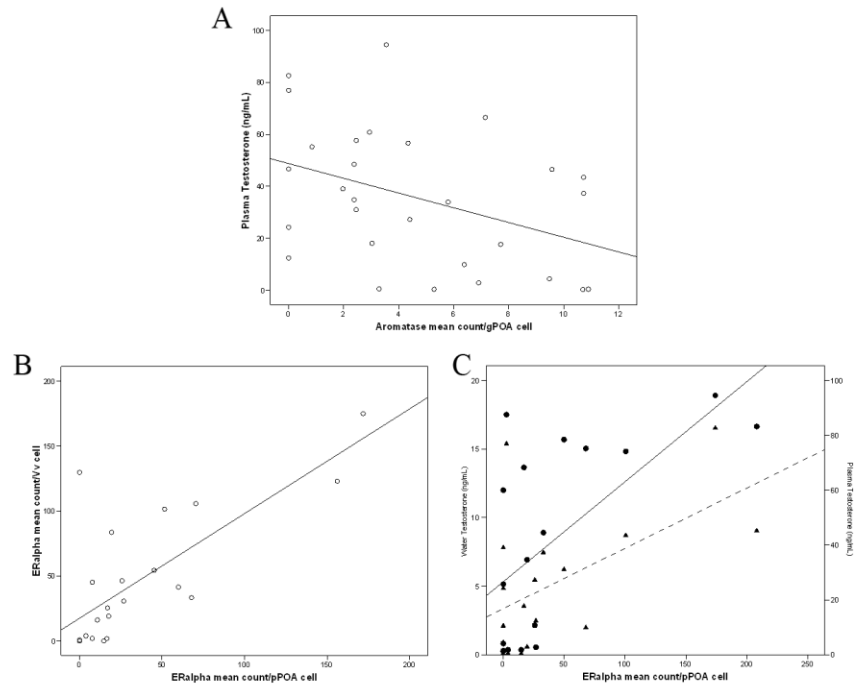 A
Plasma Testosterone (ng/mL)
100
80
60
40
20
0
0 2 4 6 8 10 12
Aromatase mean count/gPOA cell
B
ERalpha mean count/Vv cell
200
150
100
50
0
0 50 100 150 200
ERalpha mean count/pPOA cell
C
Water Testosterone (ng/mL)
20
15
10
5
0
100
80
60
40
20
0
Plasma Testosterone (ng/mL)
0 50 100 150 200 250
ERalpha mean count/pPOA cell